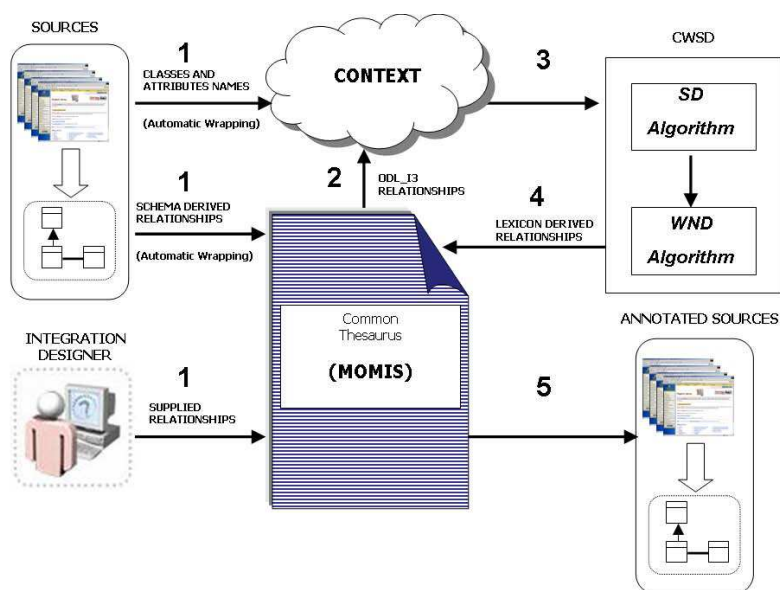 SOURCES
1
CLASSES AND
ATTRIBUTES NAMES
(Automatic Wrapping)
CONTEXT
3
CWSD
SD
Algorithm
WND
Algorithm
1
SCHEMA DERIVED
RELATIONSHIPS
(Automatic Wrapping)
2
ODL_I3
RELATIONSHIPS
4
LEXICON DERIVED
RELATIONSHIPS
INTEGRATION
DESIGNER
1
SUPPLIED
RELATIONSHIPS
Common
Thesaurus
(MOMIS)
5
ANNOTATED SOURCES